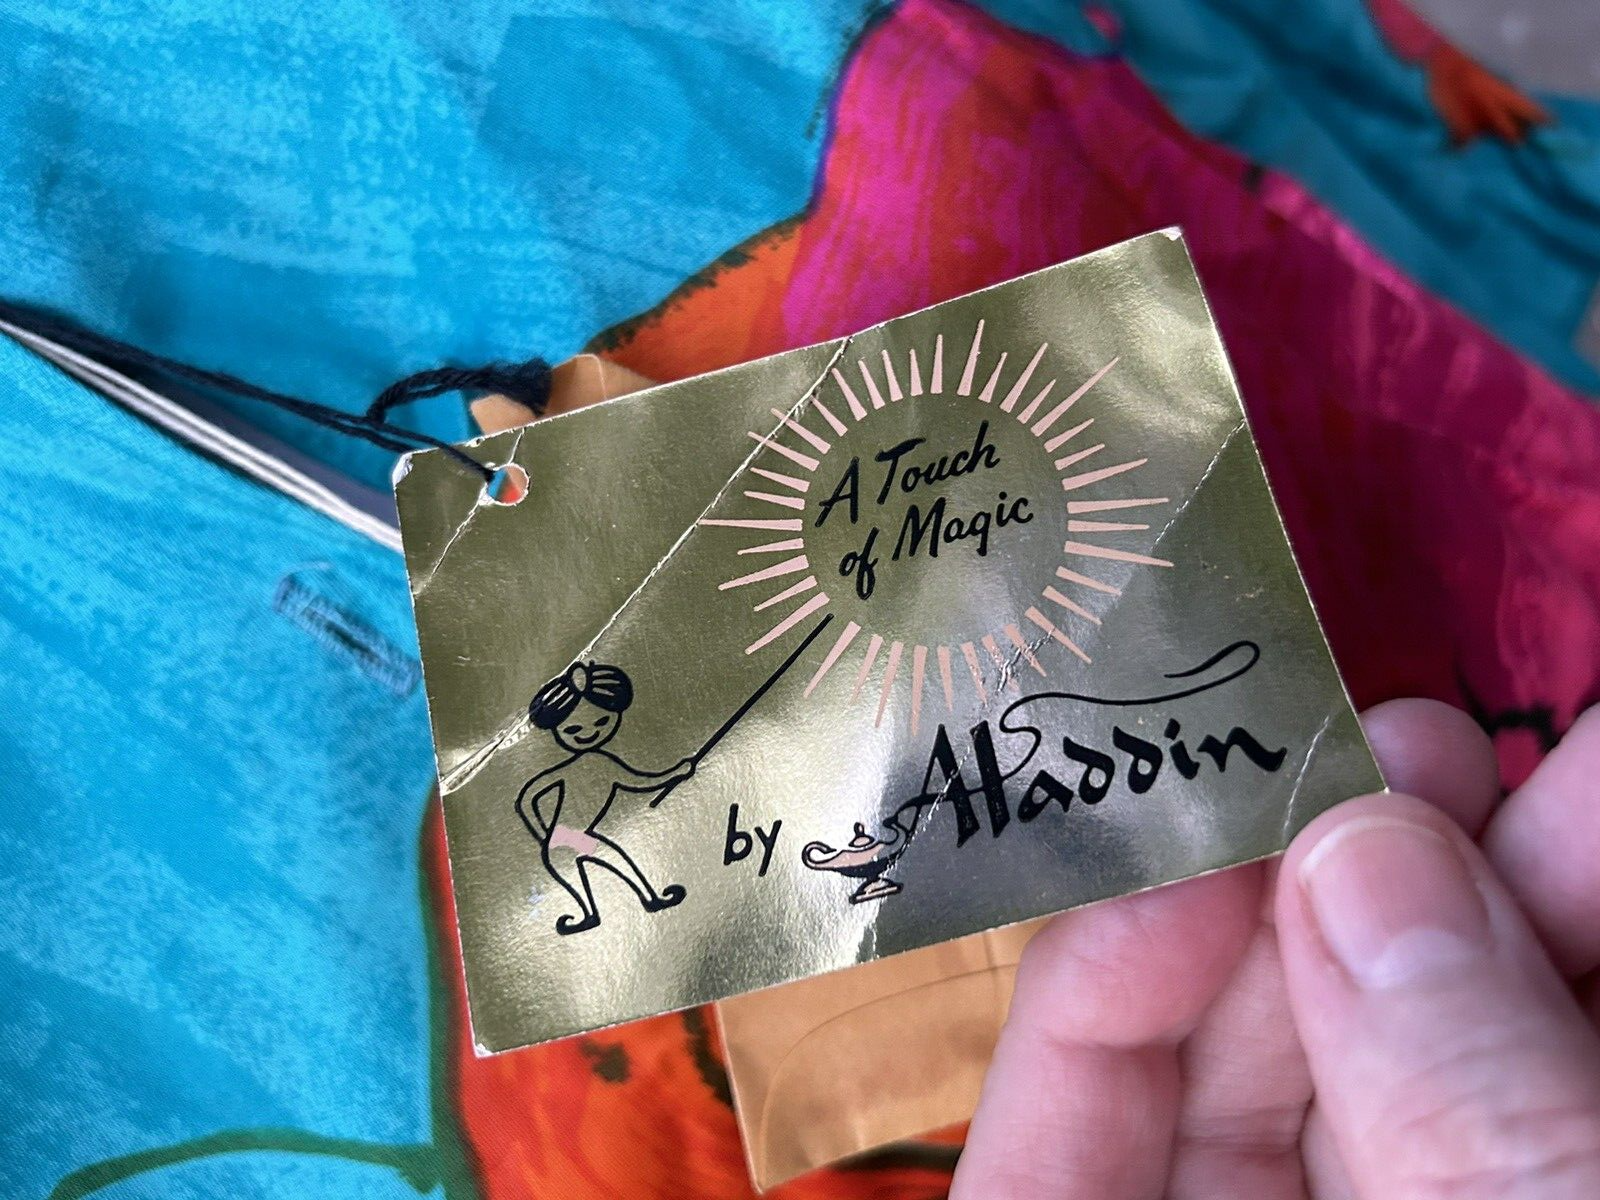 A Touch
of Magic
by Aladdin